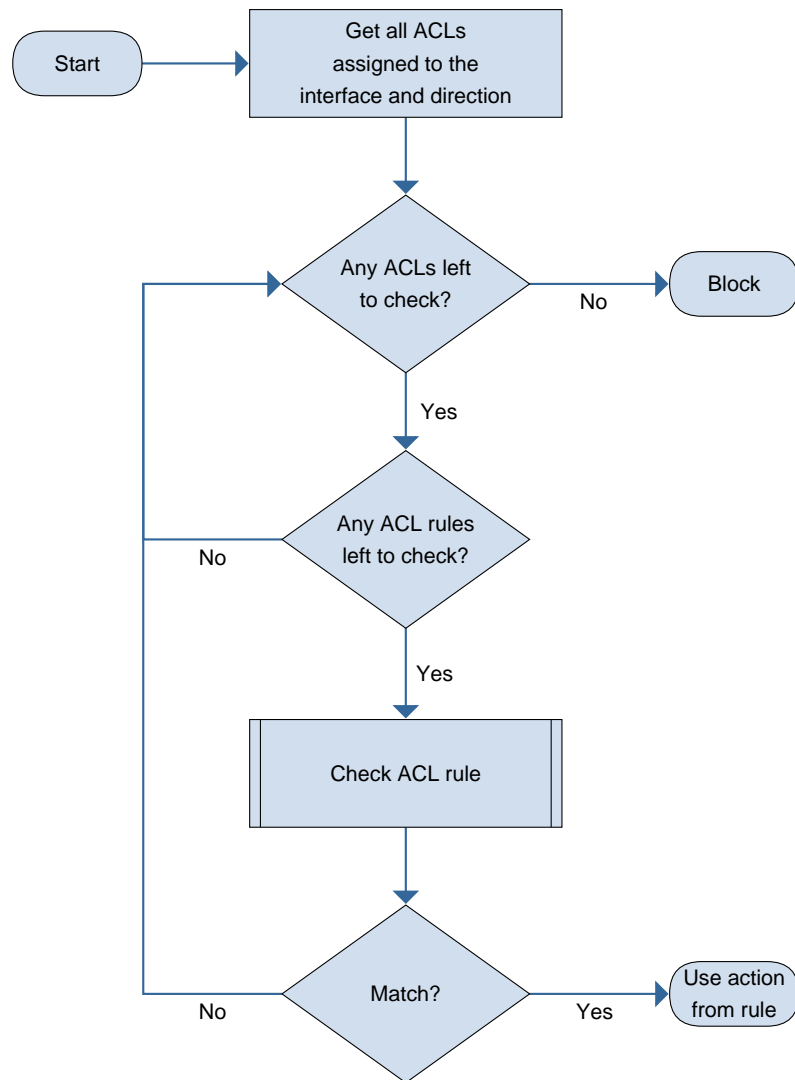 Start
Get all ACLs
assigned to the
interface and direction
Any ACLs left
to check?
No
Block
Yes
Any ACL rules
left to check?
No
Yes
Check ACL rule
Match?
No
Yes
Use action
from rule